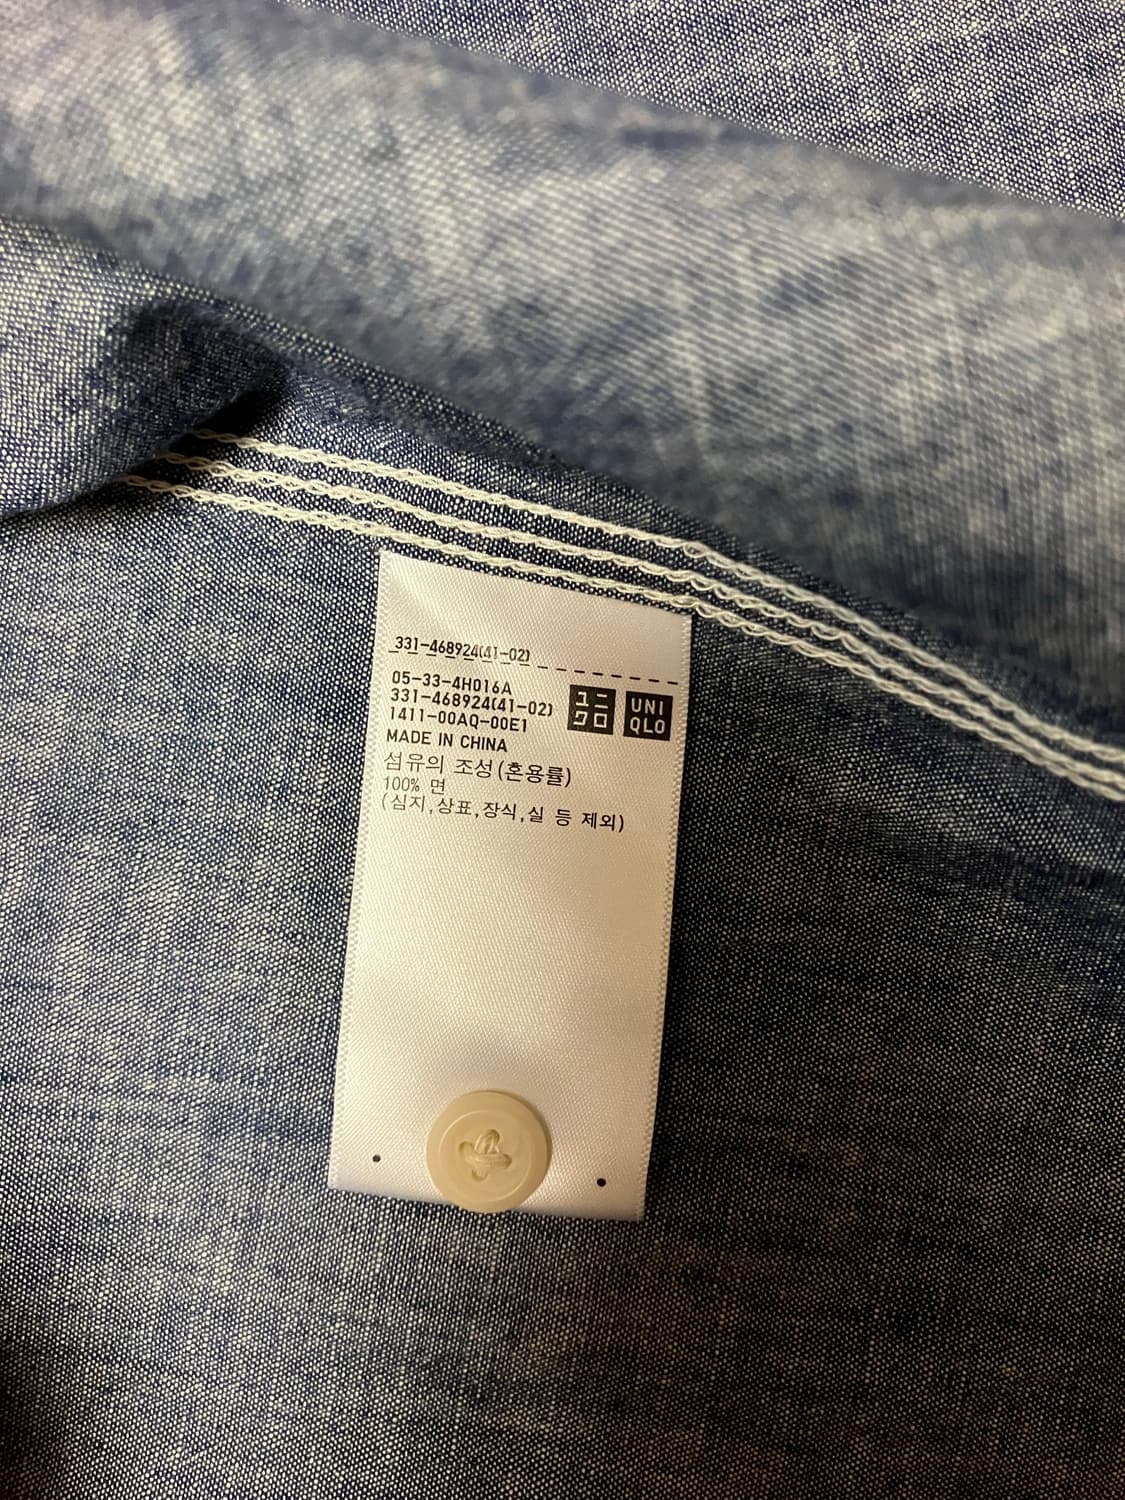 331-468924(41-02)
05-33-4H016A
331-468924(41-02)
1411-00AQ-00E1
ユニ
クロ
UNI
QLO
MADE IN CHINA
섬유의 조성(혼용률)
100% 면
(심지,상표,장식,실 등 제외)